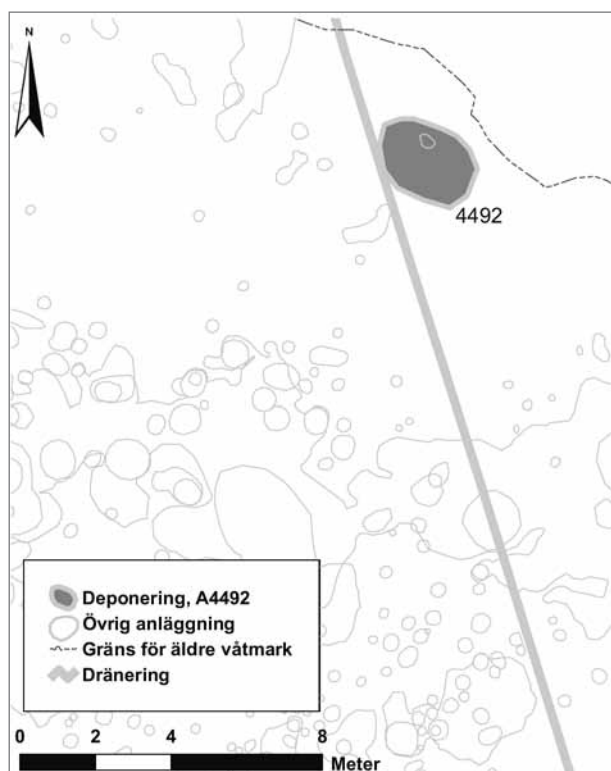 N
4492
Deponering, A4492
Övrig anläggning
Gräns för äldre våtmark
Dränering
0 2 4 8
Meter